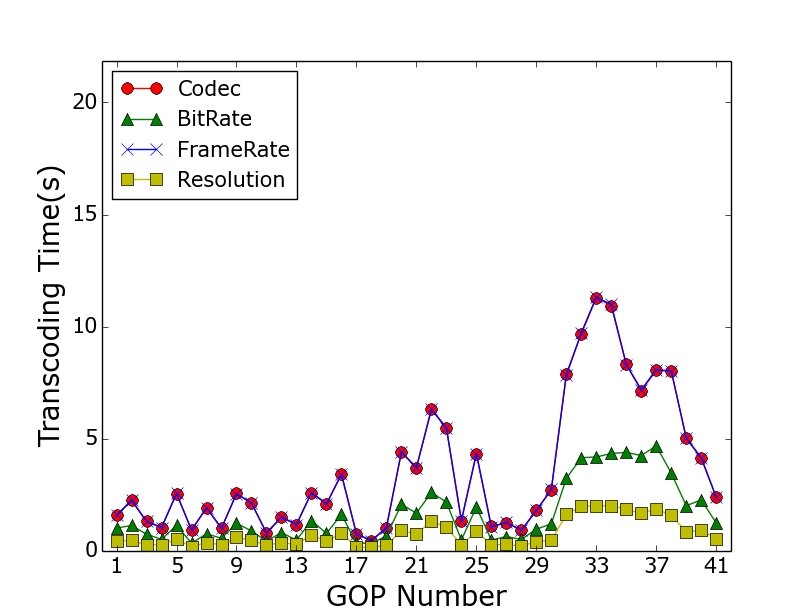 Codec
BitRate
FrameRate
Resolution
Transcoding Time(s)
20
15
10
5
0
1 5 9 13 17 21 25 29 33 37 41
GOP Number